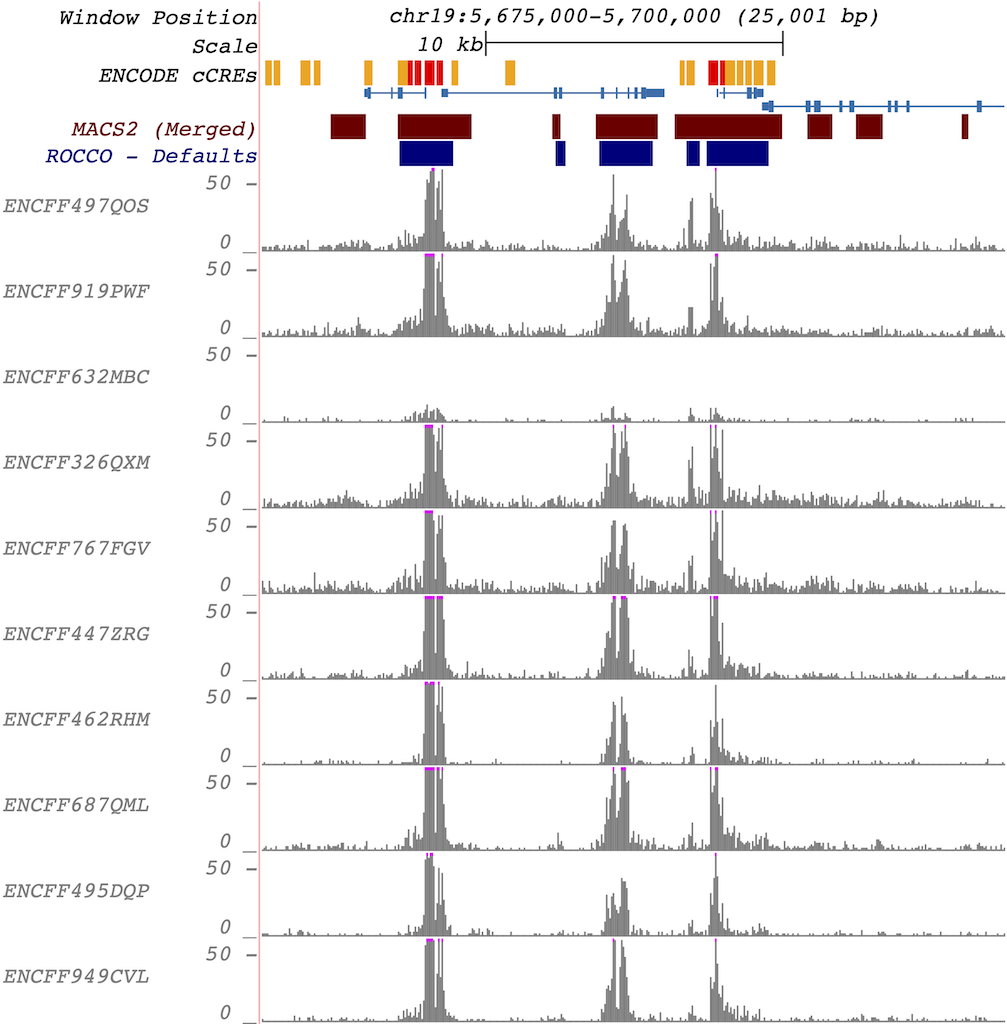 Window Position chr19:5,675,000-5,700,000 (25,001 bp)
Scale 10 kb
ENCODE cCREs
MACS2 (Merged)
ROCCO - Defaults
50
ENCFF497QOS
0
50
ENCFF919PWF
0
50
ENCFF632MBC
0
50
ENCFF326QXM
0
50
ENCFF767FGV
0
50
ENCFF447ZRG
0
50
ENCFF462RHM
0
50
ENCFF687QML
0
50
ENCFF495DQP
0
50
ENCFF949CVL
0